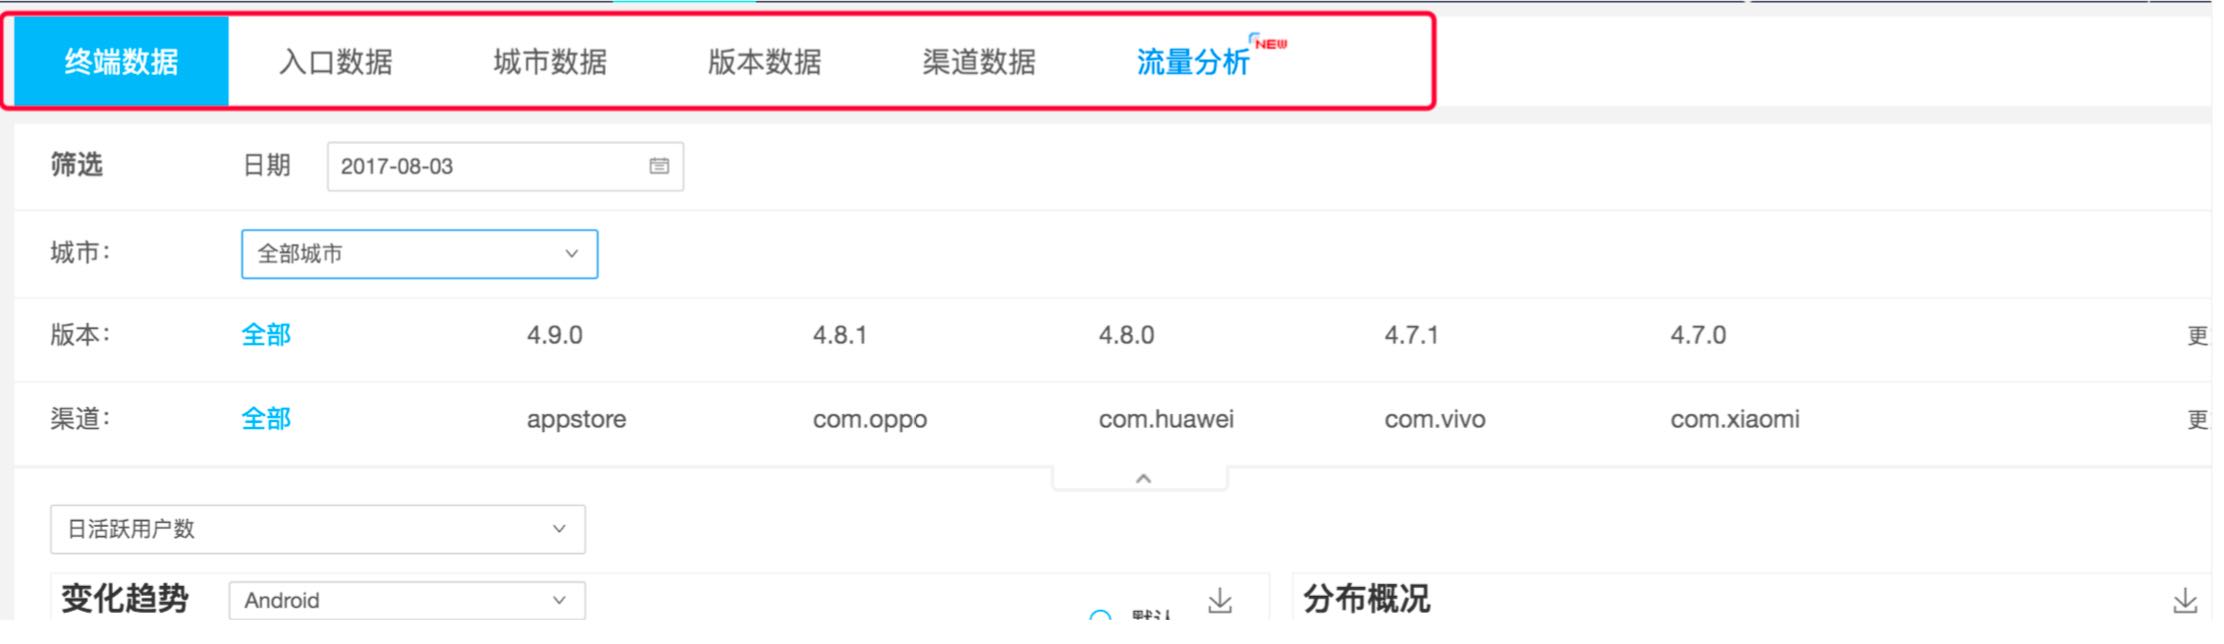 终端数据 入口数据 城市数据 版本数据 渠道数据 流量分析 NEW
筛选 日期 2017-08-03
城市: 全部城市
版本: 全部 4.9.0 4.8.1 4.8.0 4.7.1 4.7.0 更
渠道: 全部 appstore com.oppo com.huawei com.vivo com.xiaomi 更
日活跃用户数
变化趋势 Android 默认 分布概况